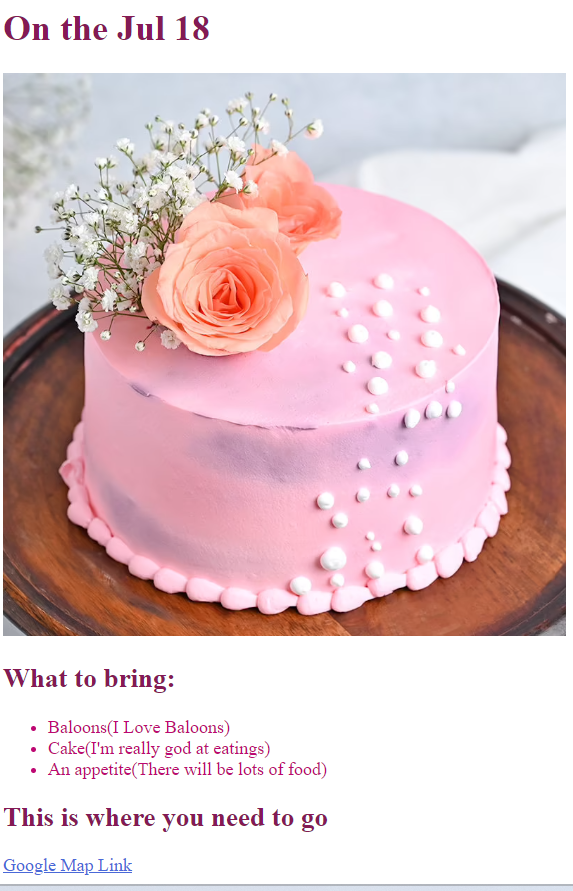 On the Jul 18
What to bring:
Baloons(I Love Baloons)
Cake(I'm really god at eatings)
An appetite(There will be lots of food)
This is where you need to go
Google Map Link